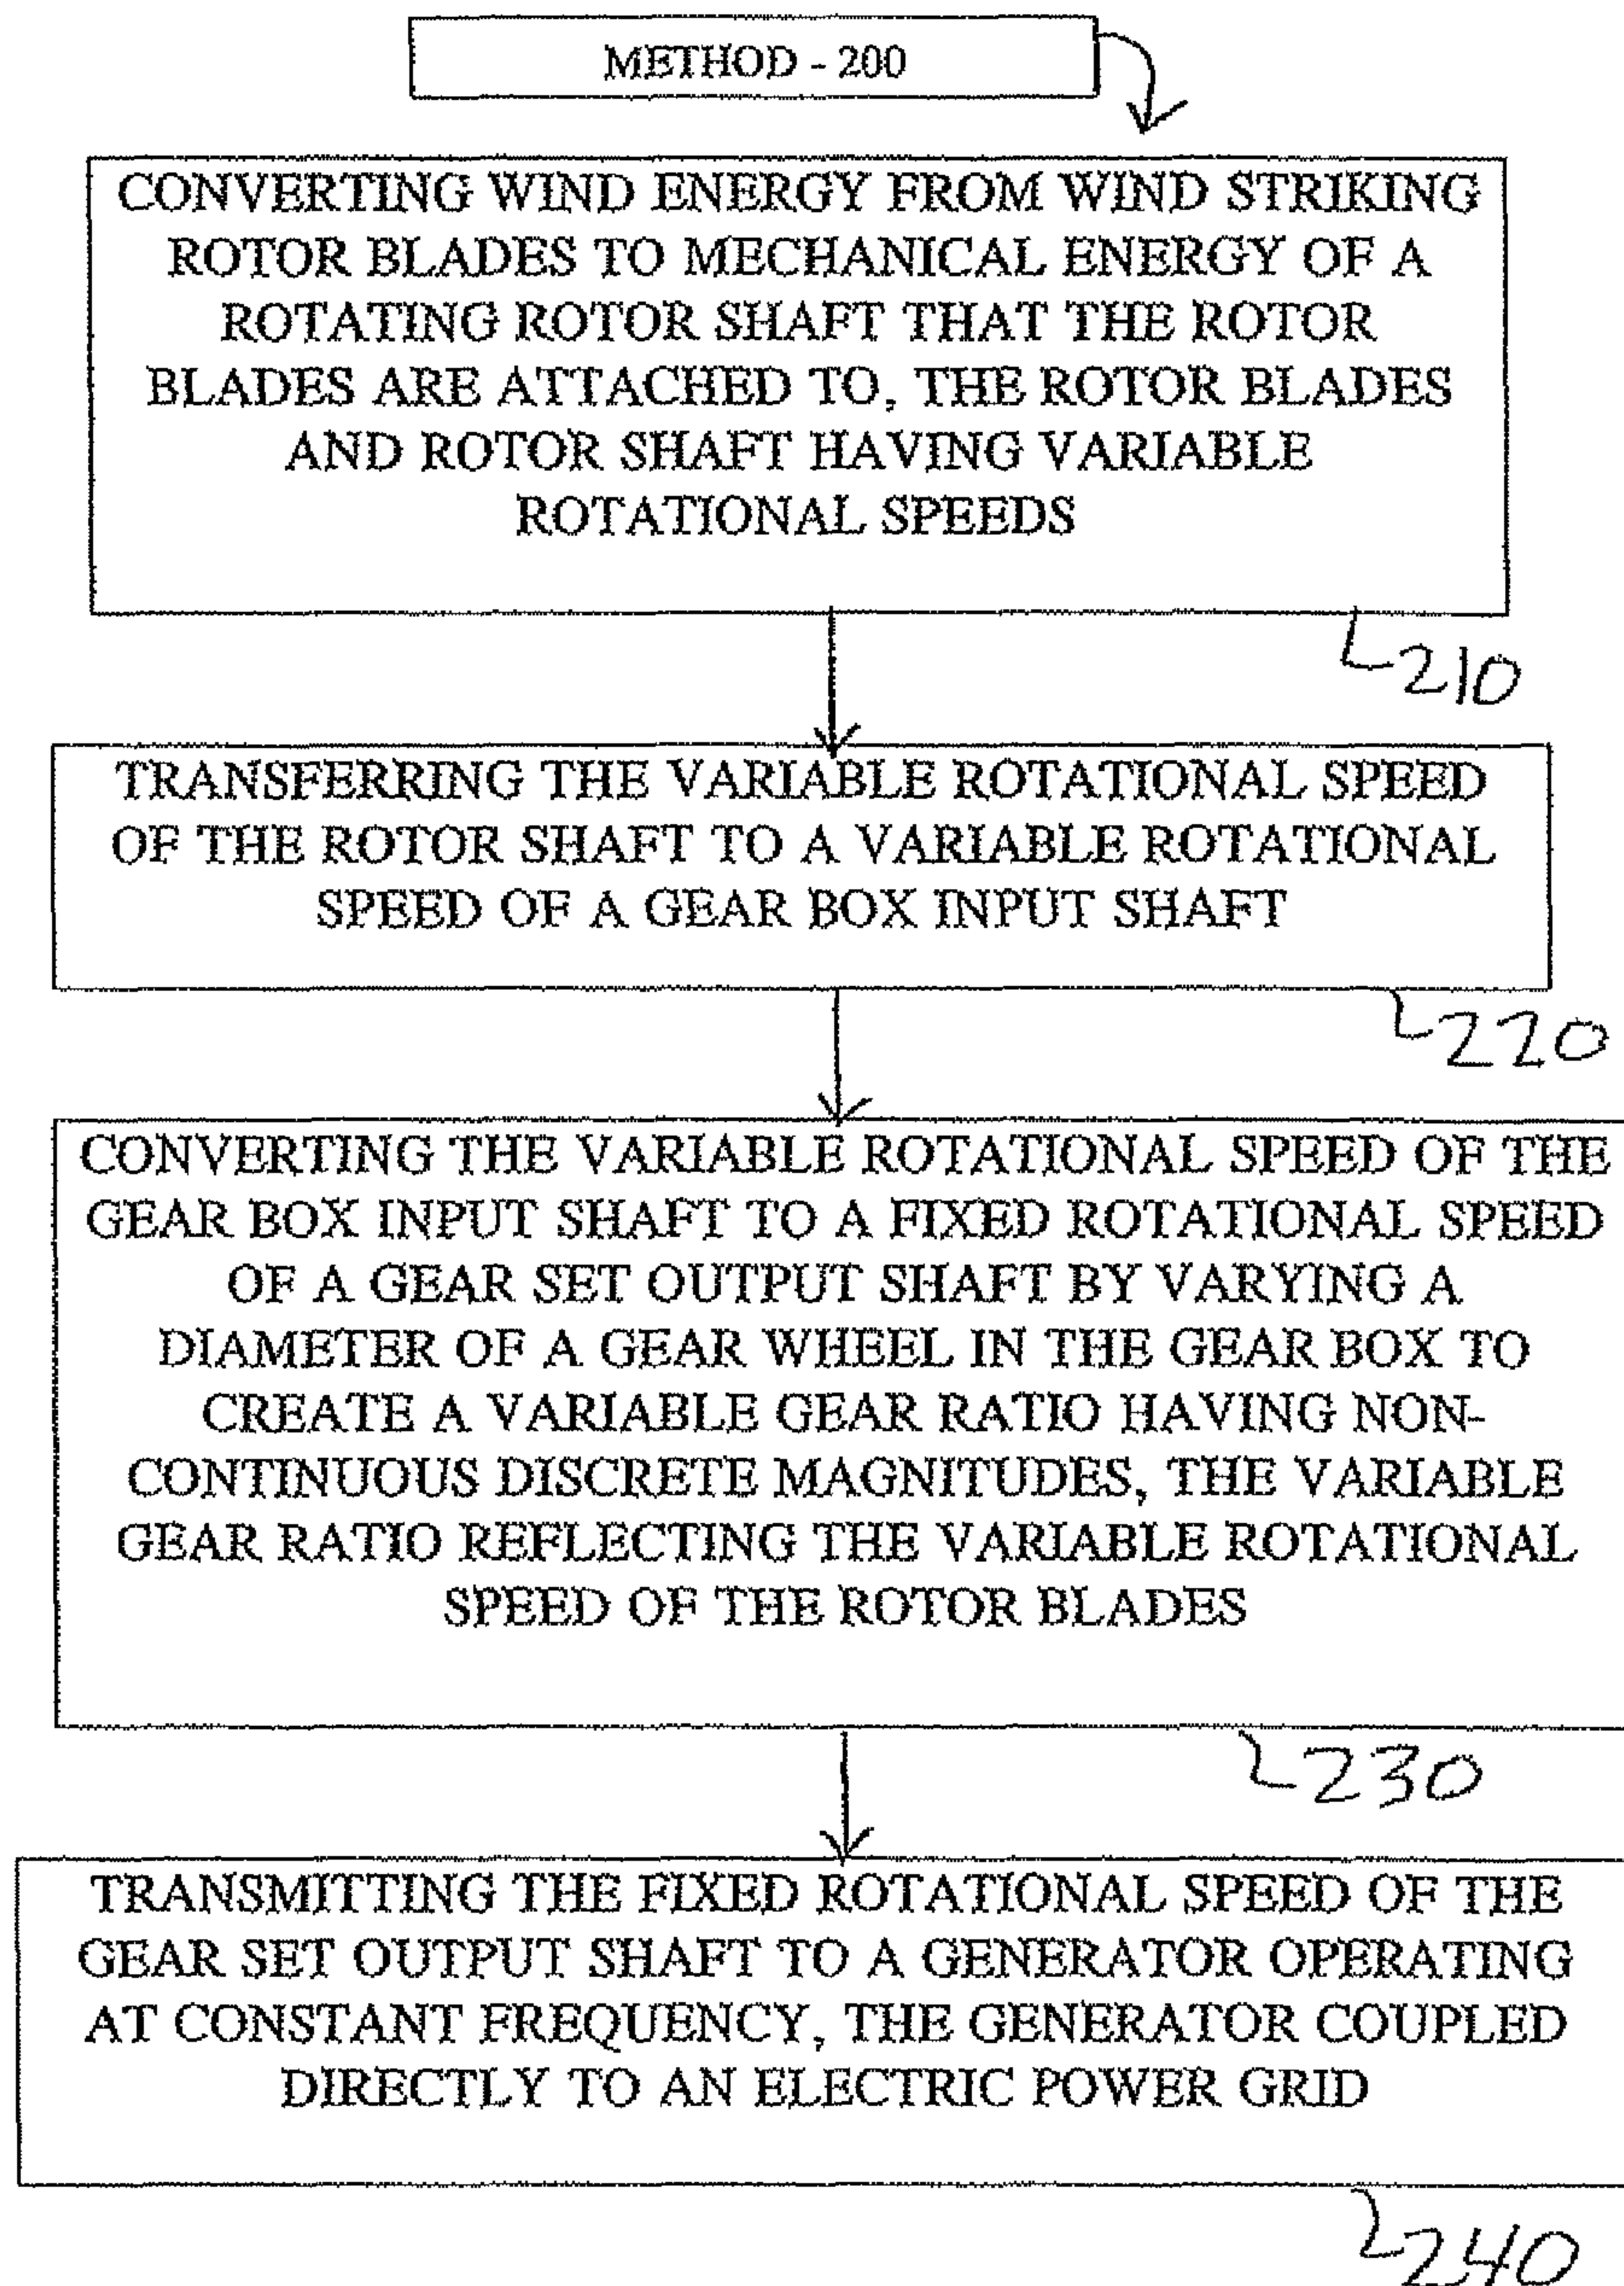 METHOD - 200
CONVERTING WIND ENERGY FROM WIND STRIKING
ROTOR BLADES TO MECHANICAL ENERGY OF A
ROTATING ROTOR SHAFT THAT THE ROTOR
BLADES ARE ATTACHED TO, THE ROTOR BLADES
AND ROTOR SHAFT HAVING VARIABLE
ROTATIONAL SPEEDS
210
TRANSFERRING THE VARIABLE ROTATIONAL SPEED
OF THE ROTOR SHAFT TO A VARIABLE ROTATIONAL
SPEED OF A GEAR BOX INPUT SHAFT
220
CONVERTING THE VARIABLE ROTATIONAL SPEED OF THE
GEAR BOX INPUT SHAFT TO A FIXED ROTATIONAL SPEED
OF A GEAR SET OUTPUT SHAFT BY VARYING A
DIAMETER OF A GEAR WHEEL IN THE GEAR BOX TO
CREATE A VARIABLE GEAR RATIO HAVING NON-
CONTINUOUS DISCRETE MAGNITUDES, THE VARIABLE
GEAR RATIO REFLECTING THE VARIABLE ROTATIONAL
SPEED OF THE ROTOR BLADES
230
TRANSMITTING THE FIXED ROTATIONAL SPEED OF THE
GEAR SET OUTPUT SHAFT TO A GENERATOR OPERATING
AT CONSTANT FREQUENCY, THE GENERATOR COUPLED
DIRECTLY TO AN ELECTRIC POWER GRID
240